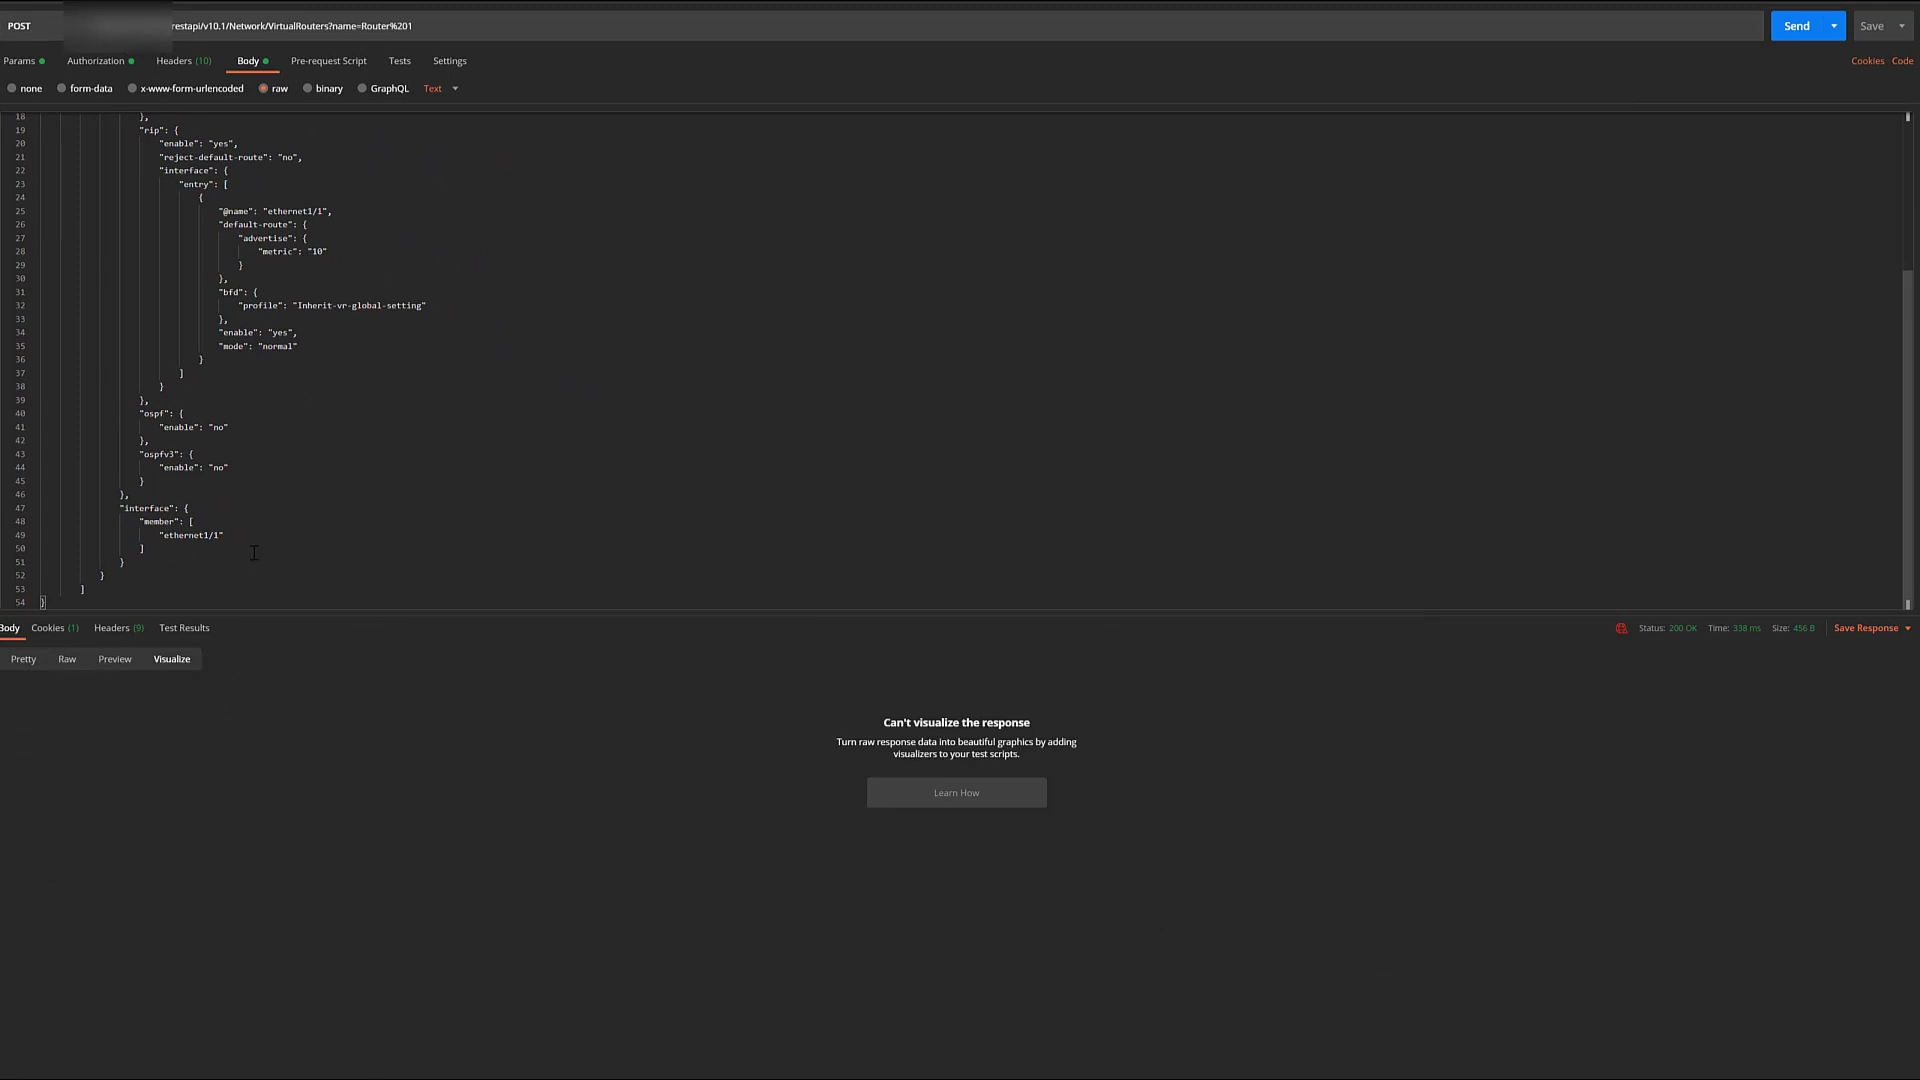 POST restapi/v10.1/Network/VirtualRouters?name=Router%201 Send Save
Params Authorization Headers (10) Body Pre-request Script Tests Settings Cookies Code
none form-data x-www-form-urlencoded raw binary GraphQL Text
18 },
19 "rip": {
20 "enable": "yes",
21 "reject-default-route": "no",
22 "interface": {
23 "entry": [
24 {
25 "@name": "ethernet1/1",
26 "default-route": {
27 "advertise": {
28 "metric": "10"
29 }
30 },
31 "bfd": {
32 "profile": "Inherit-vr-global-setting"
33 },
34 "enable": "yes",
35 "mode": "normal"
36 }
37 ]
38 }
39 },
40 "ospf": {
41 "enable": "no"
42 },
43 "ospfv3": {
44 "enable": "no"
45 }
46 },
47 "interface": {
48 "member": [
49 "ethernet1/1"
50 ]
51 }
52 }
53 ]
54 }
Body Cookies (1) Headers (9) Test Results Status: 200 OK Time: 338 ms Size: 456 B Save Response
Pretty Raw Preview Visualize
Can't visualize the response
Turn raw response data into beautiful graphics by adding
visualizers to your test scripts.
Learn How